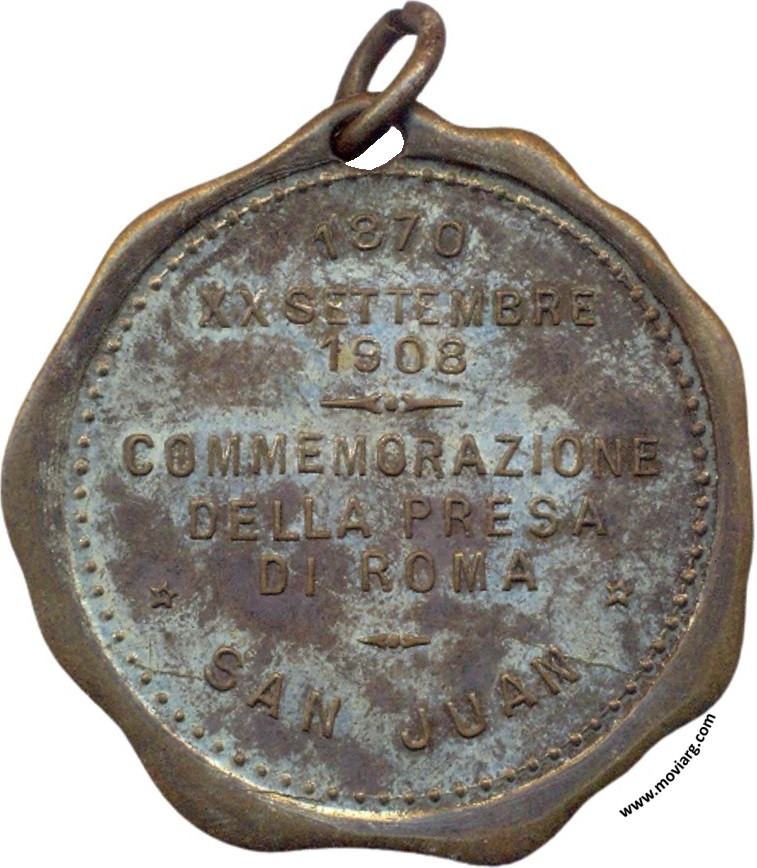 1870
XX SETTEMBRE
1908
COMMEMORAZIONE
DELLA PRESA
DI ROMA
SAN JUAN
www.moviarg.com